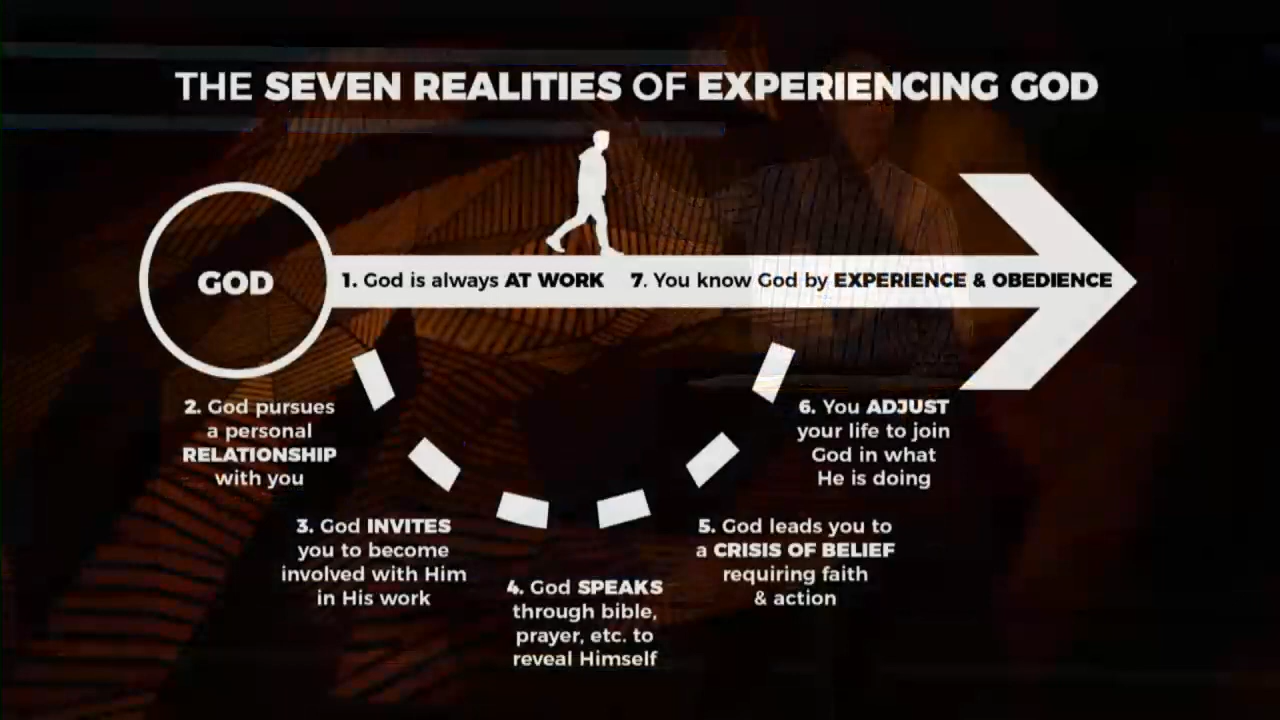 THE SEVEN REALITIES OF EXPERIENCING GOD
GOD
1. God is always AT WORK
7. You know God by EXPERIENCE & OBEDIENCE
2. God pursues
a personal
RELATIONSHIP
with you
3. God INVITES
you to become
involved with Him
in His work
4. God SPEAKS
through bible,
prayer, etc. to
reveal Himself
5. God leads you to
a CRISIS OF BELIEF
requiring faith
& action
6. You ADJUST
your life to join
God in what
He is doing